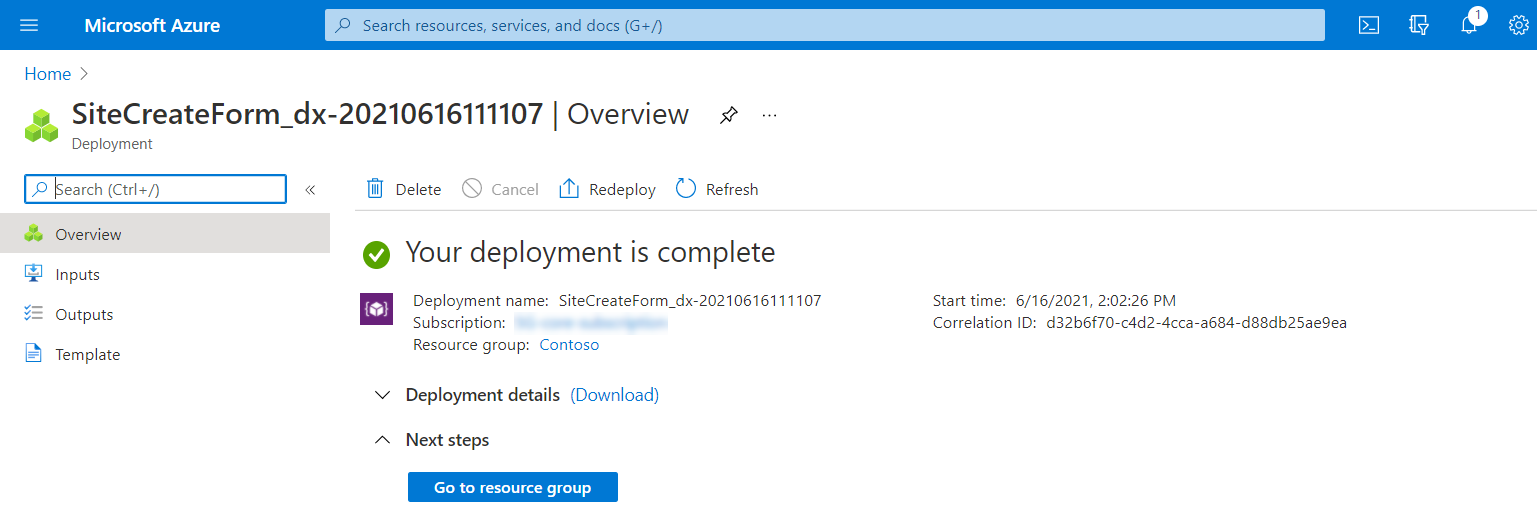 Microsoft Azure
Search resources, services, and docs (G+/)
1
Home
SiteCreateForm_dx-20210616111107 | Overview
...
Deployment
Search (Ctrl+/)
«
Delete
Cancel
Redeploy
Refresh
Overview
Inputs
Outputs
Template
Your deployment is complete
Deployment name: SiteCreateForm_dx-20210616111107
Subscription:
Resource group: Contoso
Start time: 6/16/2021, 2:02:26 PM
Correlation ID: d32b6f70-c4d2-4cca-a684-d88db25ae9ea
Deployment details (Download)
Next steps
Go to resource group